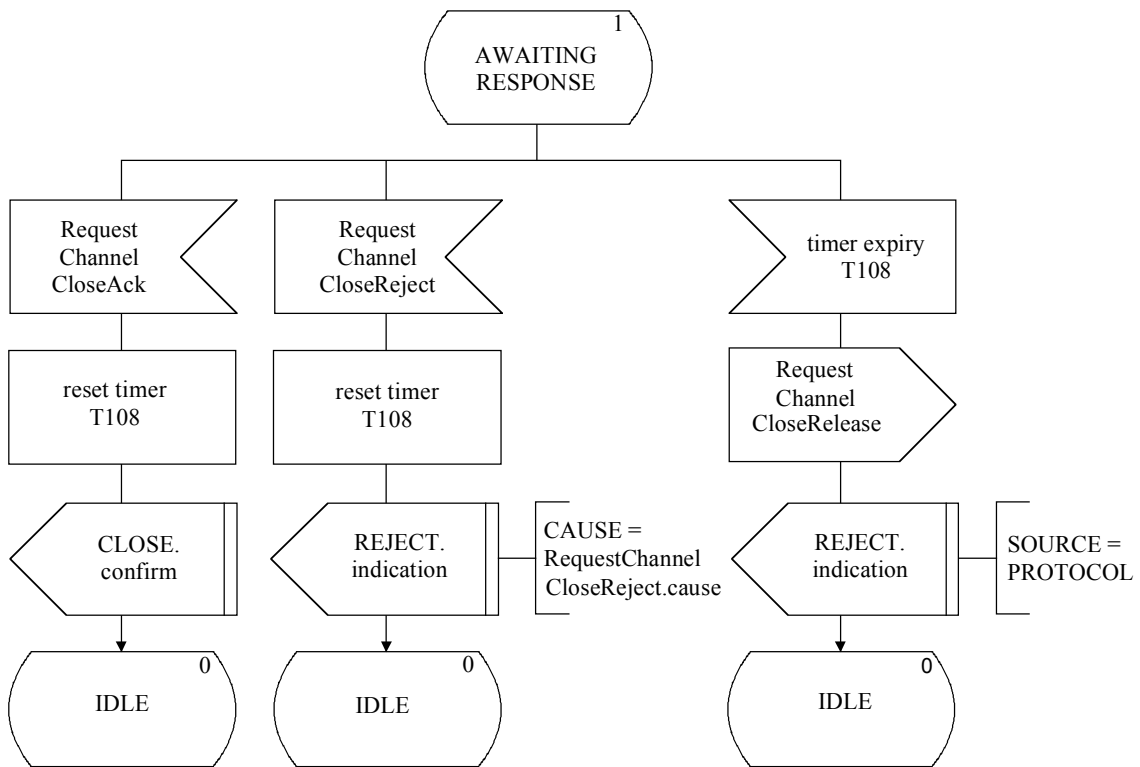 1
AWAITING
RESPONSE
Request
Channel
CloseAck
Request
Channel
CloseReject
timer expiry
T108
reset timer
T108
reset timer
T108
Request
Channel
CloseRelease
CLOSE.
confirm
REJECT.
indication
CAUSE =
RequestChannel
CloseReject.cause
REJECT.
indication
SOURCE =
PROTOCOL
0
IDLE
0
IDLE
0
IDLE